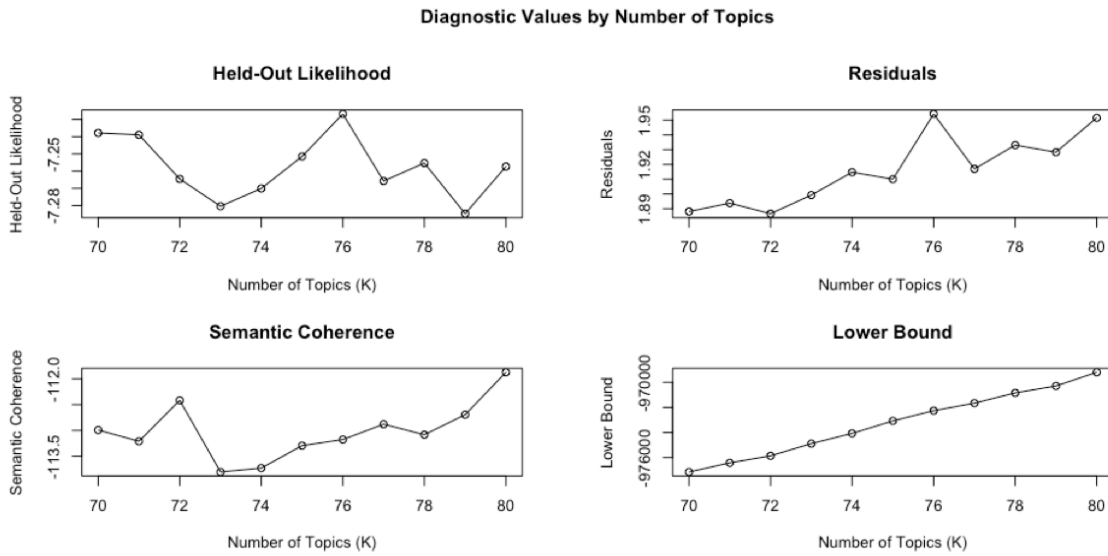 Diagnostic Values by Number of Topics
Held-Out Likelihood
Held-Out Likelihood
-7.25
-7.28
70 72 74 76 78 80
Number of Topics (K)
Residuals
Residuals
1.95
1.92
1.89
70 72 74 76 78 80
Number of Topics (K)
Semantic Coherence
Semantic Coherence
-112.0
-113.5
70 72 74 76 78 80
Number of Topics (K)
Lower Bound
Lower Bound
-970000
-976000
70 72 74 76 78 80
Number of Topics (K)